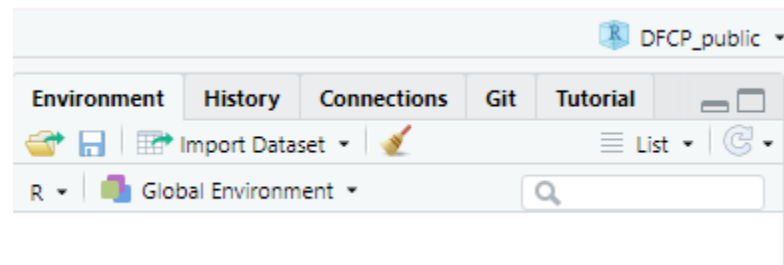 DFCP_public
Environment History Connections Git Tutorial
Import Dataset List
R Global Environment